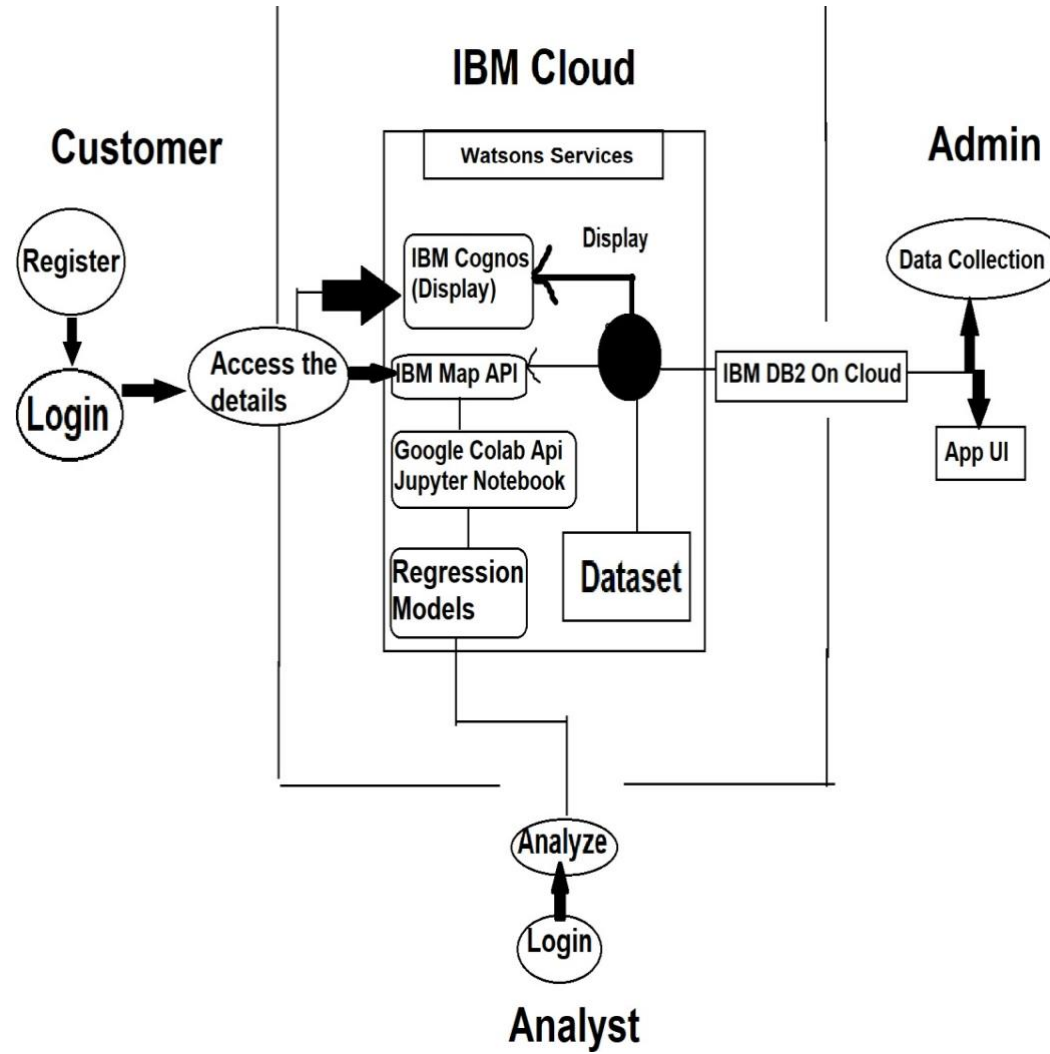 IBM Cloud
Customer
Admin
Watsons Services
Register
IBM Cognos
(Display)
Display
Data Collection
Access the
details
IBM Map API
IBM DB2 On Cloud
Login
Google Colab Api
Jupyter Notebook
App UI
Regression
Models
Dataset
Analyze
Login
Analyst